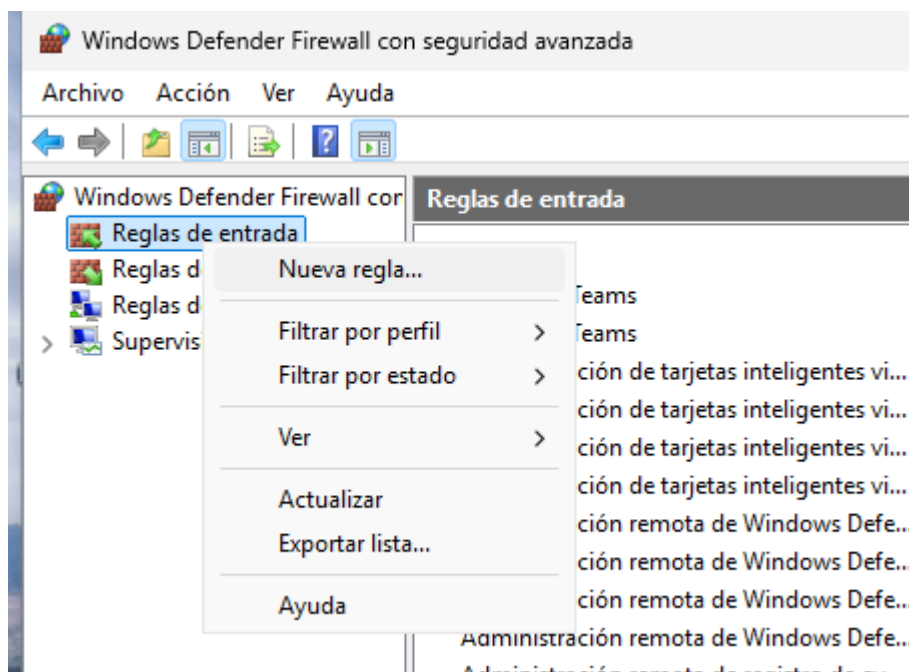 Windows Defender Firewall con seguridad avanzada
Archivo Acción Ver Ayuda
Windows Defender Firewall con
Reglas de entrada
Reglas d
Reglas d
Supervis
Nueva regla...
Filtrar por perfil
Filtrar por estado
Ver
Actualizar
Exportar lista...
Ayuda
Reglas de entrada
Teams
Teams
ción de tarjetas inteligentes vi...
ción de tarjetas inteligentes vi...
ción de tarjetas inteligentes vi...
ción de tarjetas inteligentes vi...
ción remota de Windows Defe...
ción remota de Windows Defe...
ción remota de Windows Defe...
Administración remota de Windows Defe...